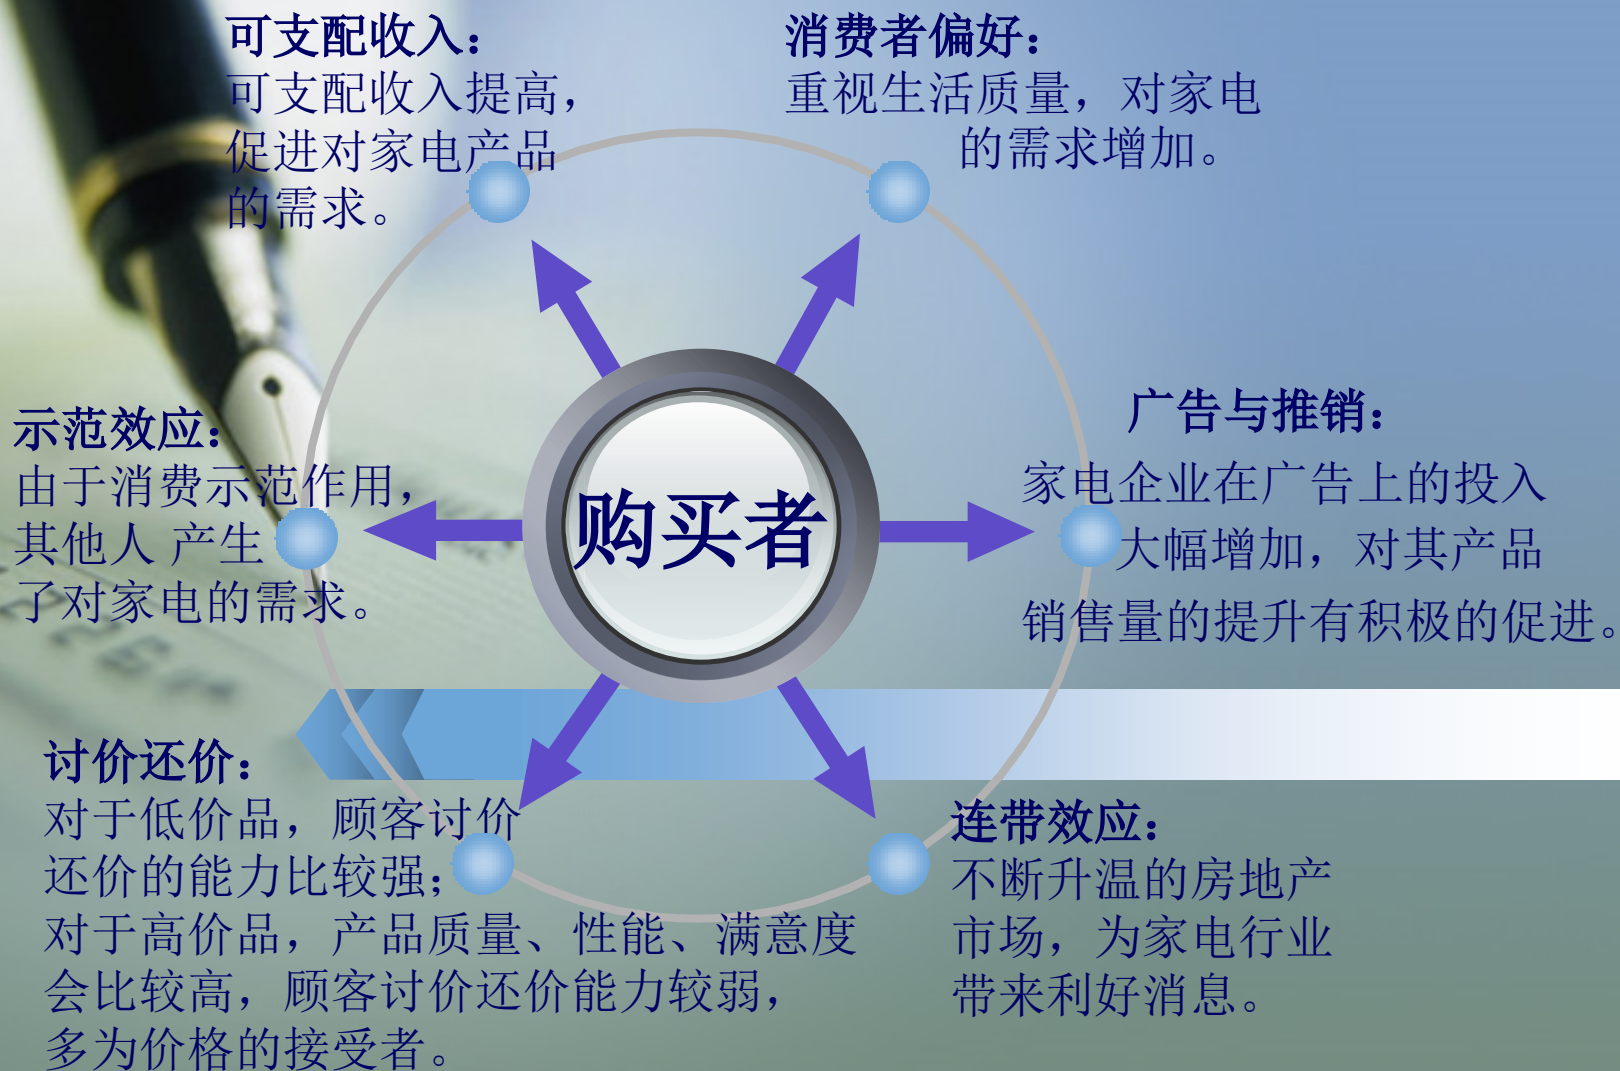 可支配收入：
可支配收入提高，
促进对家电产品
的需求。
消费者偏好：
重视生活质量，对家电
的需求增加。
示范效应：
由于消费示范作用，
其他人 产生
了对家电的需求。
购买者
广告与推销：
家电企业在广告上的投入
大幅增加，对其产品
销售量的提升有积极的促进。
讨价还价：
对于低价品，顾客讨价
还价的能力比较强；
对于高价品，产品质量、性能、满意度
会比较高，顾客讨价还价能力较弱，
多为价格的接受者。
连带效应：
不断升温的房地产
市场，为家电行业
带来利好消息。